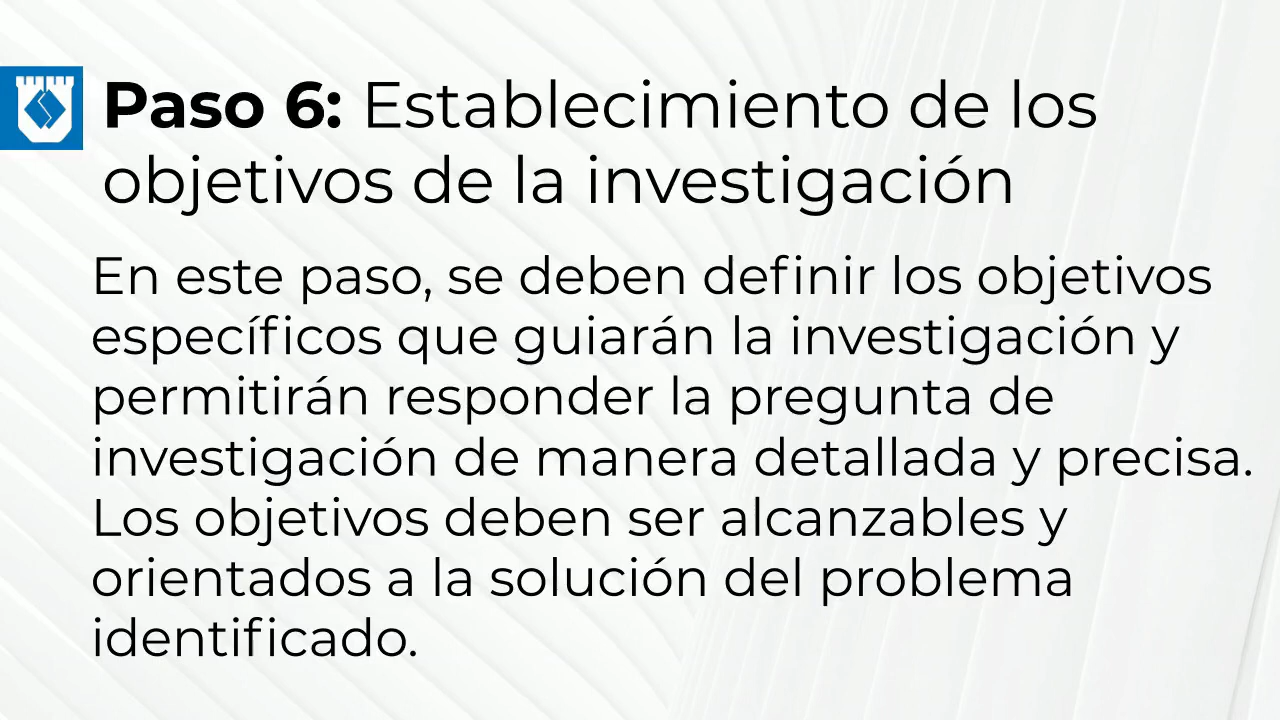 Paso 6: Establecimiento de los
objetivos de la investigación
En este paso, se deben definir los objetivos
específicos que guiarán la investigación y
permitirán responder la pregunta de
investigación de manera detallada y precisa.
Los objetivos deben ser alcanzables y
orientados a la solución del problema
identificado.